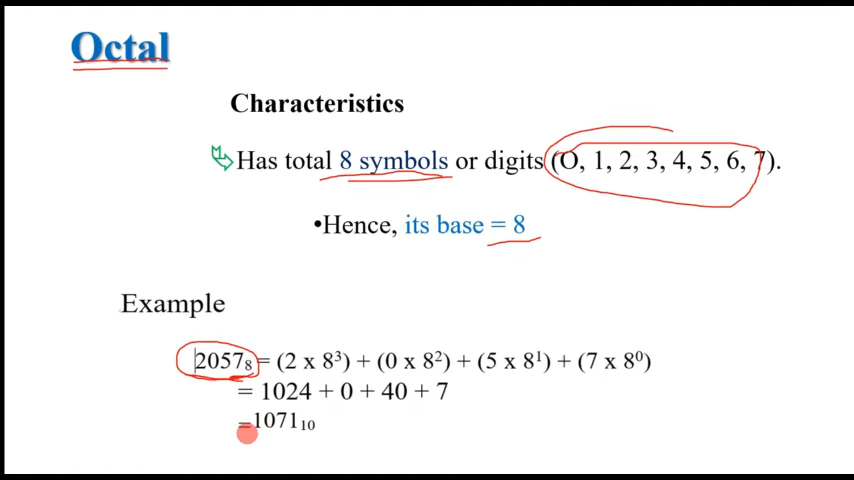 Octal
Characteristics
Has total 8 symbols or digits (O, 1, 2, 3, 4, 5, 6, 7).
•Hence, its base = 8
Example
2057₈ = (2 x 8³) + (0 x 8²) + (5 x 8¹) + (7 x 8⁰)
= 1024 + 0 + 40 + 7
=1071₁₀